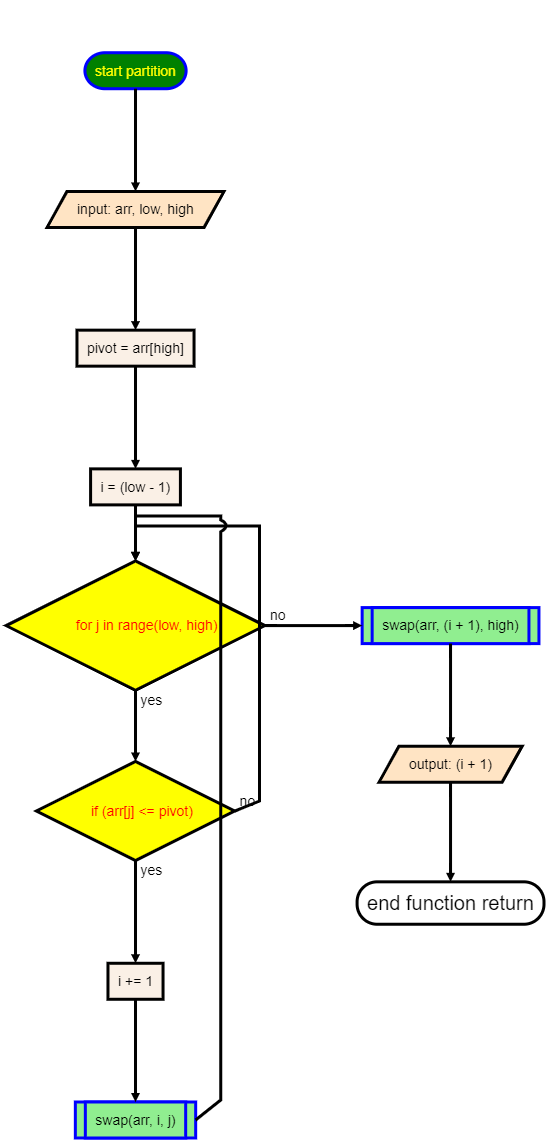 start partition
input: arr, low, high
pivot = arr[high]
i = (low - 1)
for j in range(low, high)
no
swap(arr, (i + 1), high)
yes
output: (i + 1)
if (arr[j] <= pivot)
no
yes
end function return
i += 1
swap(arr, i, j)